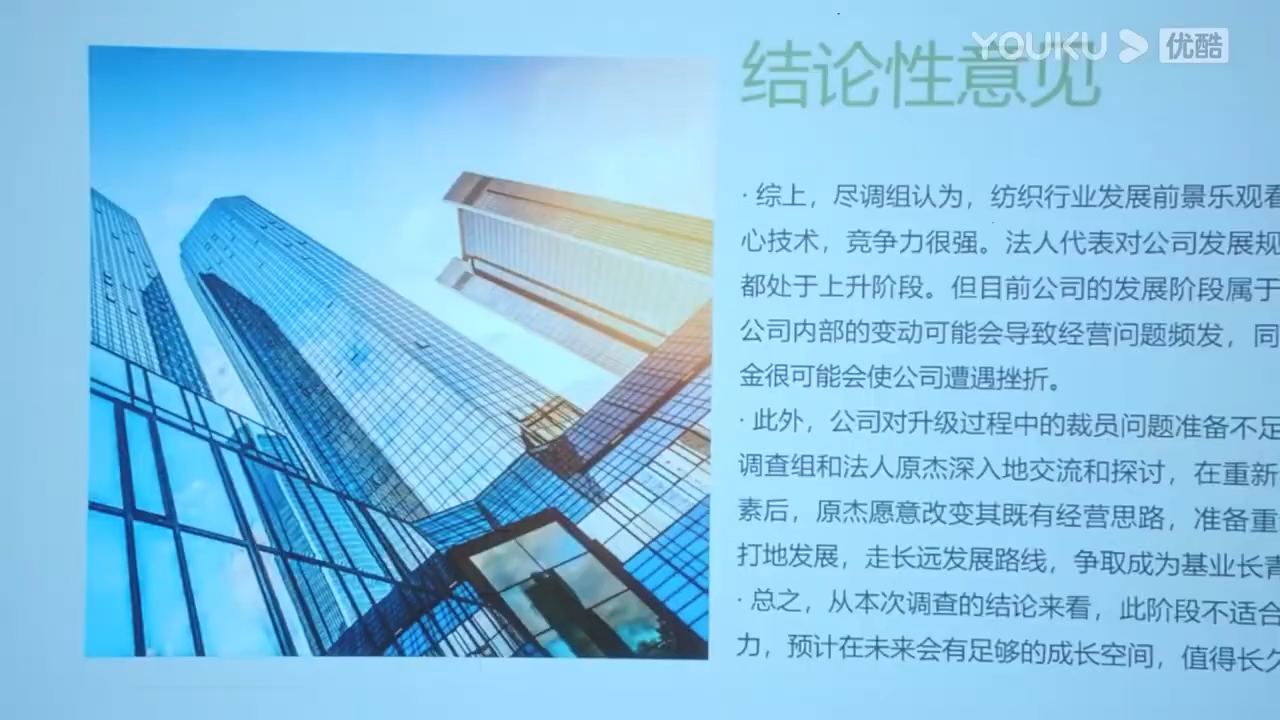 YOUKU 优酷
结论性意见
· 综上，尽调组认为，纺织行业发展前景乐观
心技术，竞争力很强。法人代表对公司发展规
都处于上升阶段。但目前公司的发展阶段属于
公司内部的变动可能会导致经营问题频发，同
金很可能会使公司遭遇挫折。
· 此外，公司对升级过程中的裁员问题准备不足
调查组和法人原杰深入地交流和探讨，在重新
素后，原杰愿意改变其既有经营思路，准备重
打地发展，走长远发展路线，争取成为基业长青
· 总之，从本次调查的结论来看，此阶段不适合
力，预计在未来会有足够的成长空间，值得长久